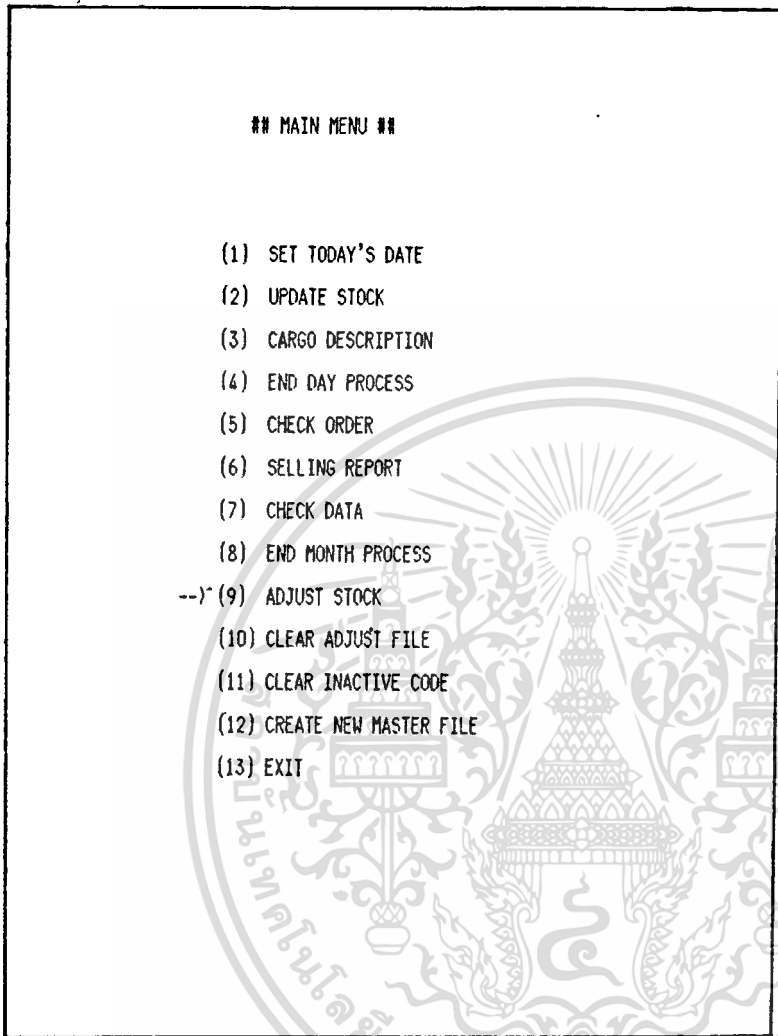 ## MAIN MENU ##
(1) SET TODAY'S DATE
(2) UPDATE STOCK
(3) CARGO DESCRIPTION
(4) END DAY PROCESS
(5) CHECK ORDER
(6) SELLING REPORT
(7) CHECK DATA
(8) END MONTH PROCESS
--> (9) ADJUST STOCK
(10) CLEAR ADJUST FILE
(11) CLEAR INACTIVE CODE
(12) CREATE NEW MASTER FILE
(13) EXIT